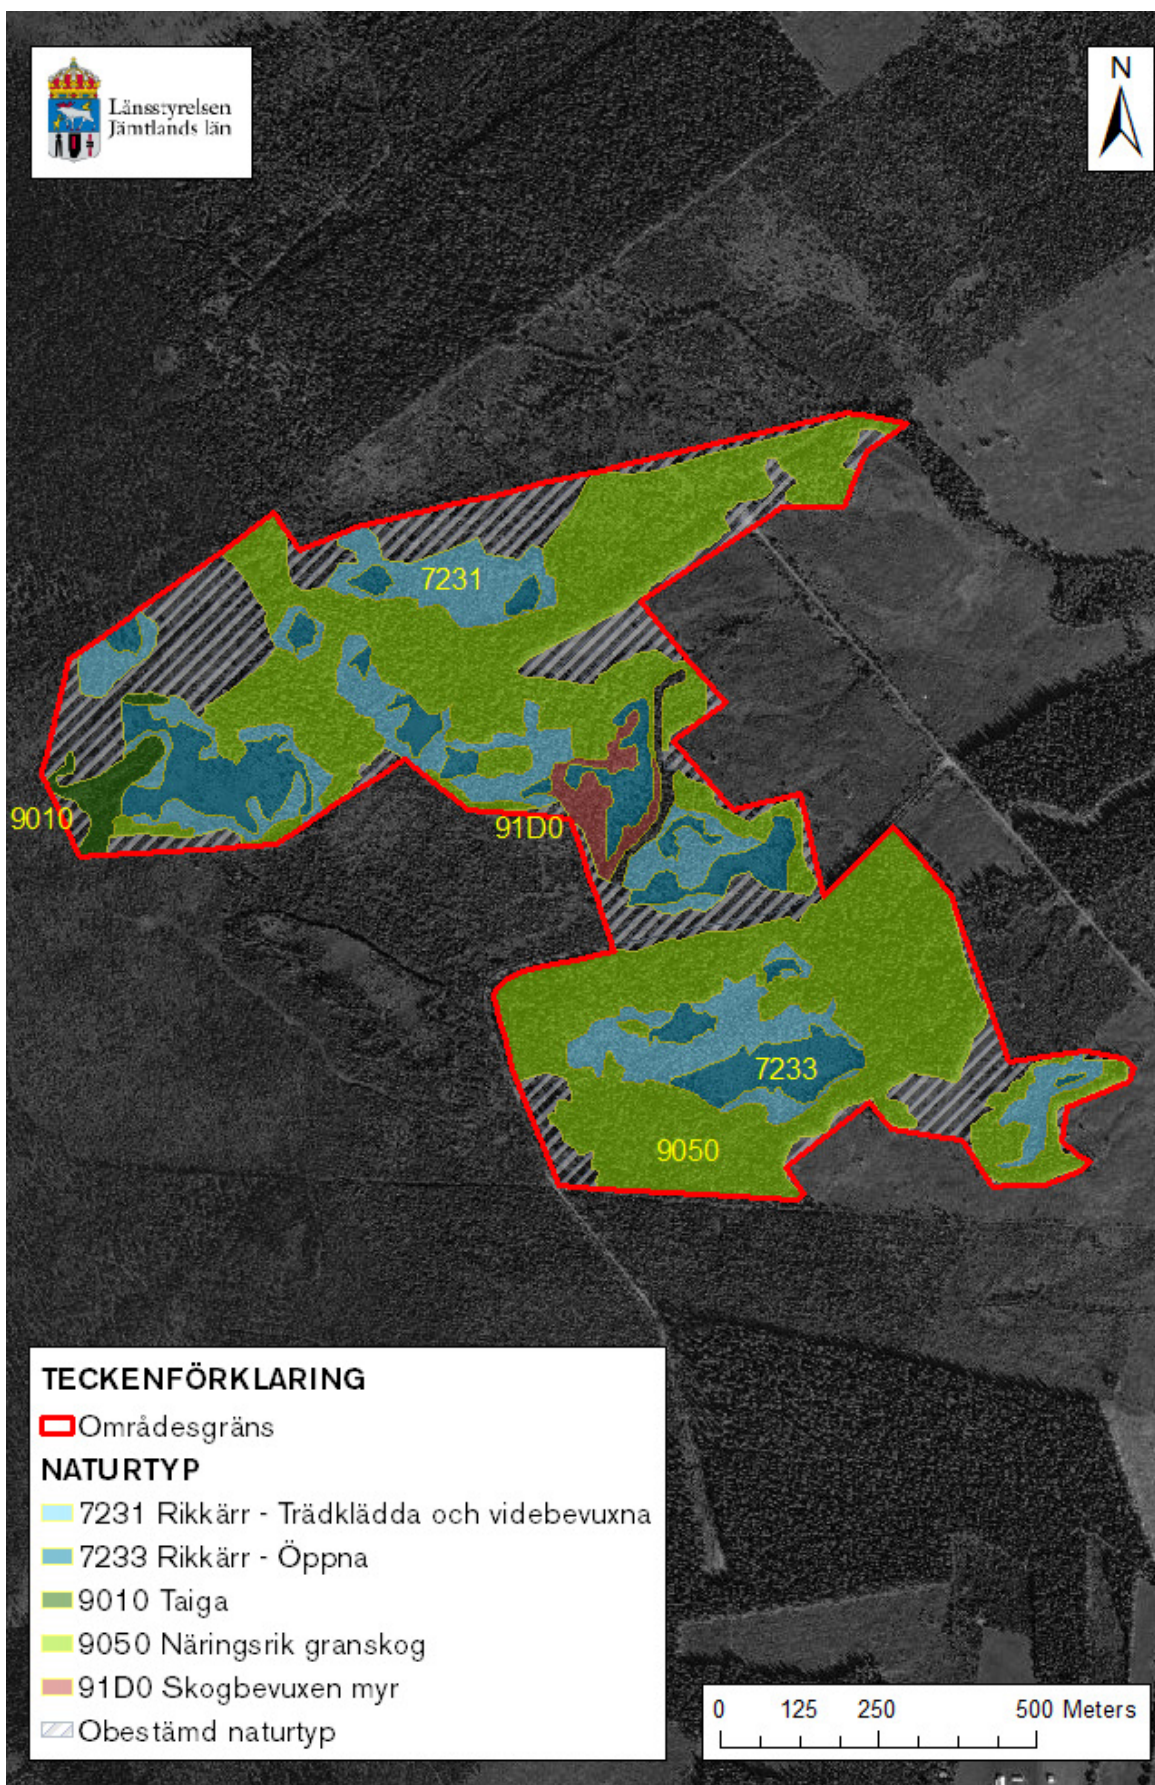 Länsstyrelsen
Jämtlands län
N
7231
9010
91D0
7233
9050
TECKENFÖRKLARING
Områdesgräns
NATURTYP
7231 Rikkärr - Trädklädda och videbevuxna
7233 Rikkärr - Öppna
9010 Taiga
9050 Näringsrik granskog
91D0 Skogbevuxen myr
Obestämd naturtyp
0 125 250 500 Meters